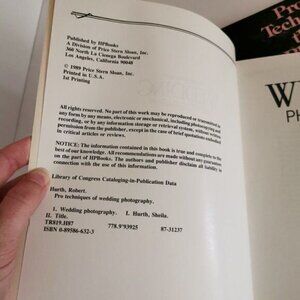 Published by HPBooks
A Division of Price Stern Sloan, Inc.
360 North La Cienega Boulevard
Los Angeles, California 90048
© 1989 Price Stern Sloan, Inc.
Printed in U.S.A.
1st Printing
All rights reserved. No part of this work may be reproduced or transmitted in
any form by any means, electronic or mechanical, including photocopying and
recording, or by any information storage or retrieval system, without written
permission from the publisher, except in the case of brief quotations embodied
in critical articles or reviews.
NOTICE: The information contained in this book is true and complete to the
best of our knowledge. All recommendations are made without any guarantees
on the part of HPBooks. The authors and publisher disclaim all liability in
Library of Congress Cataloging-in-Publication Data
Hurth, Robert.
Pro techniques of wedding photography.
1. Wedding photography. I. Hurth, Sheila.
II. Title.
TR819.H87 778.9'93925 87-31237
ISBN 0-89586-632-3
Pro
Tech
W
PH